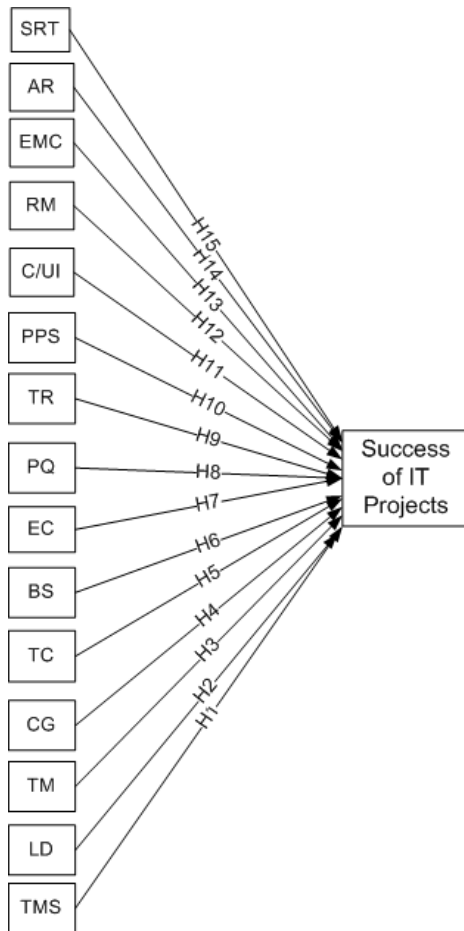 SRT
AR
EMC
RM
C/UI
PPS
TR
PQ
EC
BS
TC
CG
TM
LD
TMS
H15
H14
H13
H12
H11
H10
H9
H8
H7
H6
H5
H4
H3
H2
H1
Success
of IT
Projects